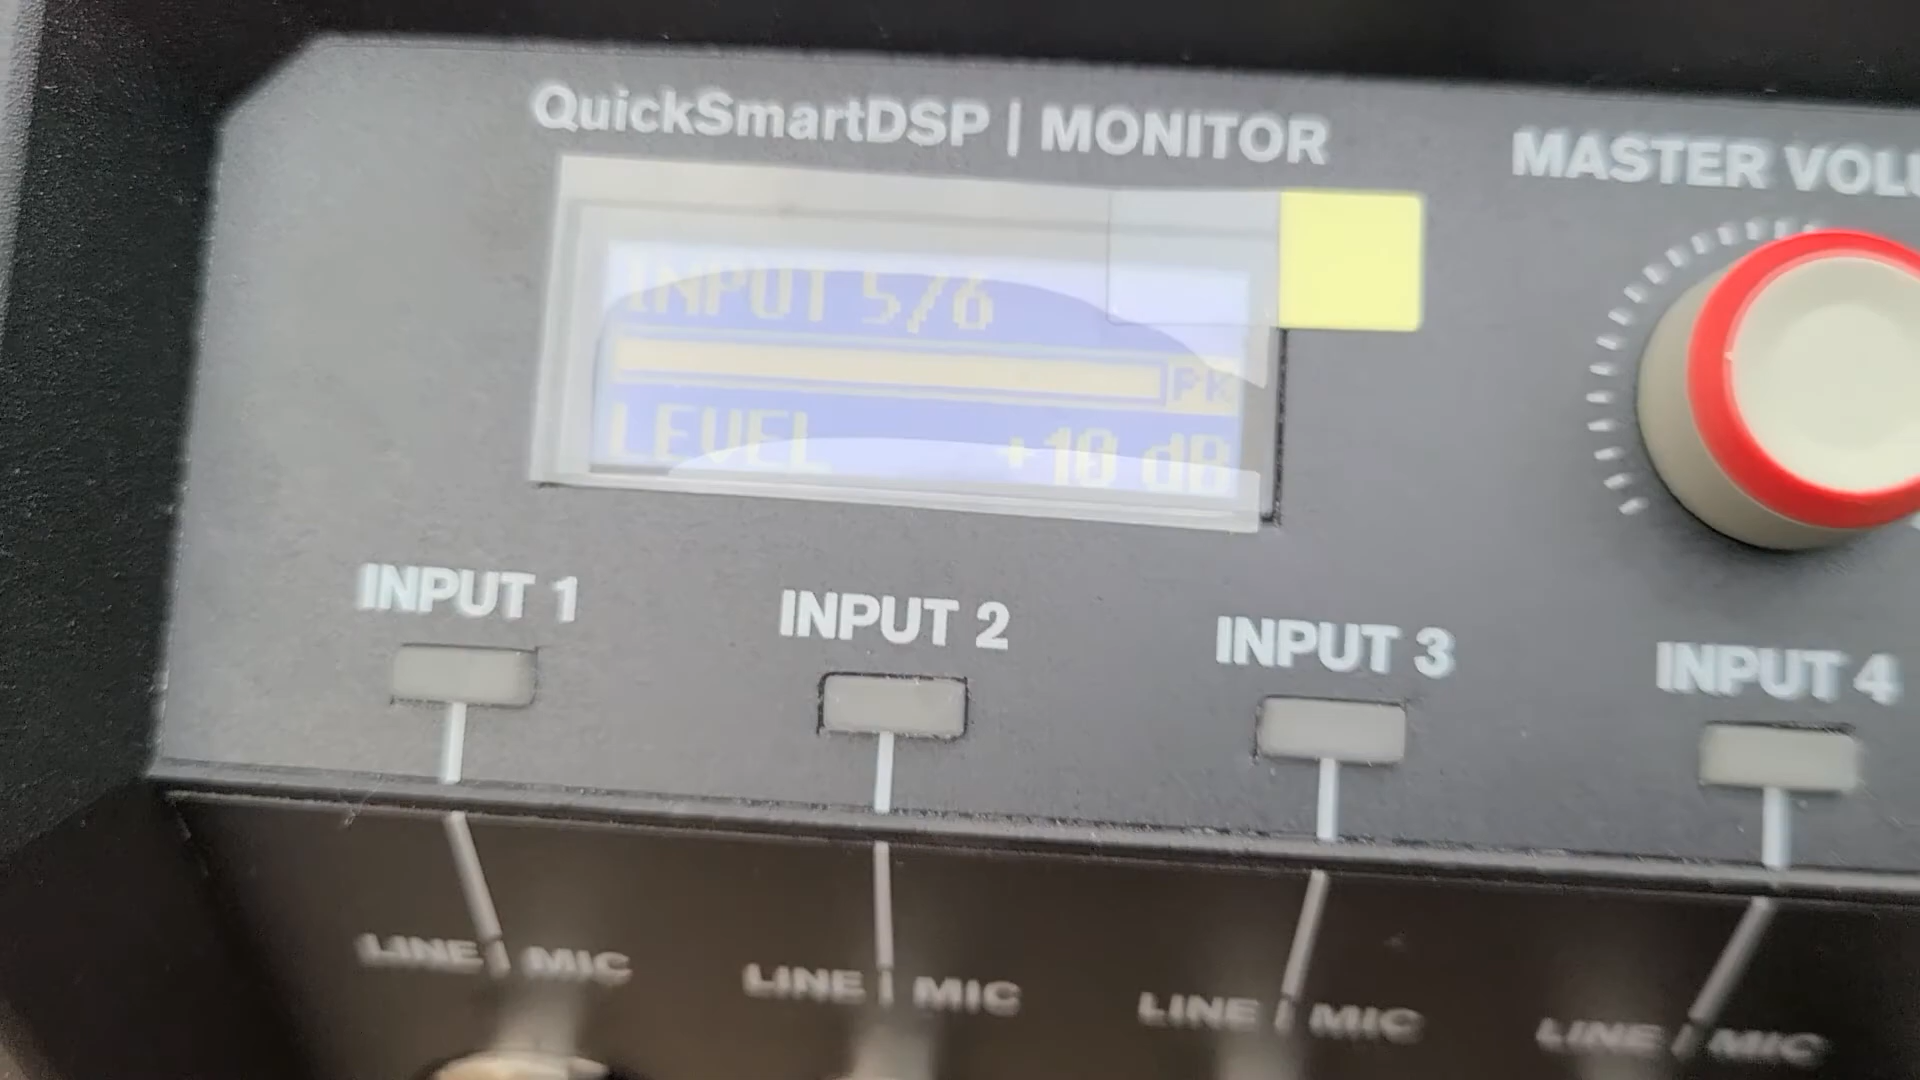 QuickSmartDSP | MONITOR
MASTER VOLU
INPUT 5/6
PK
LEVEL +10 dB
INPUT 1
INPUT 2
INPUT 3
INPUT 4
LINE | MIC
LINE | MIC
LINE | MIC
LINE | MIC